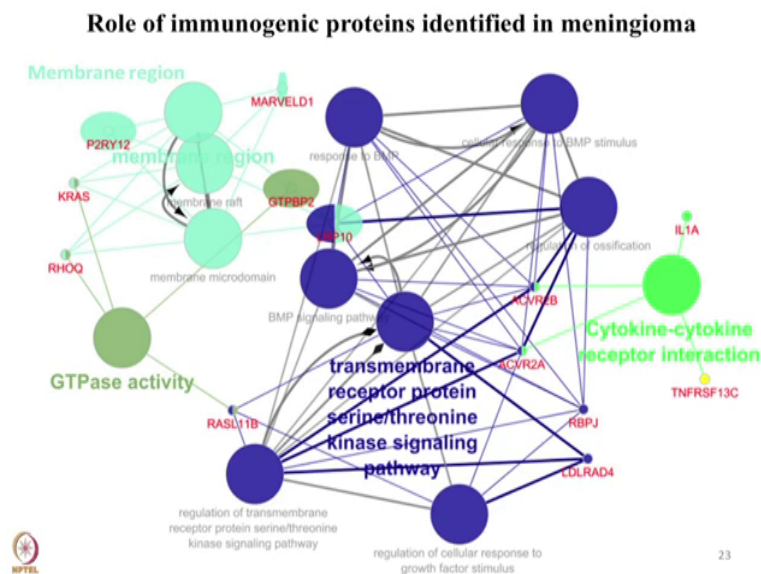 Role of immunogenic proteins identified in meningioma
Membrane region
MARVELD1
P2RY12
membrane region
response to BMP
cellular response to BMP stimulus
KRAS
membrane raft
GTPBP2
LRP10
regulation of ossification
IL1A
RHOQ
membrane microdomain
BMP signaling pathway
ACVR2B
Cytokine-cytokine
receptor interaction
ACVR2A
GTPase activity
transmembrane
receptor protein
serine/threonine
kinase signaling
pathway
TNFRSF13C
RASL11B
RBPJ
LDLRAD4
regulation of transmembrane
receptor protein serine/threonine
kinase signaling pathway
regulation of cellular response to
growth factor stimulus
23
NPTEL